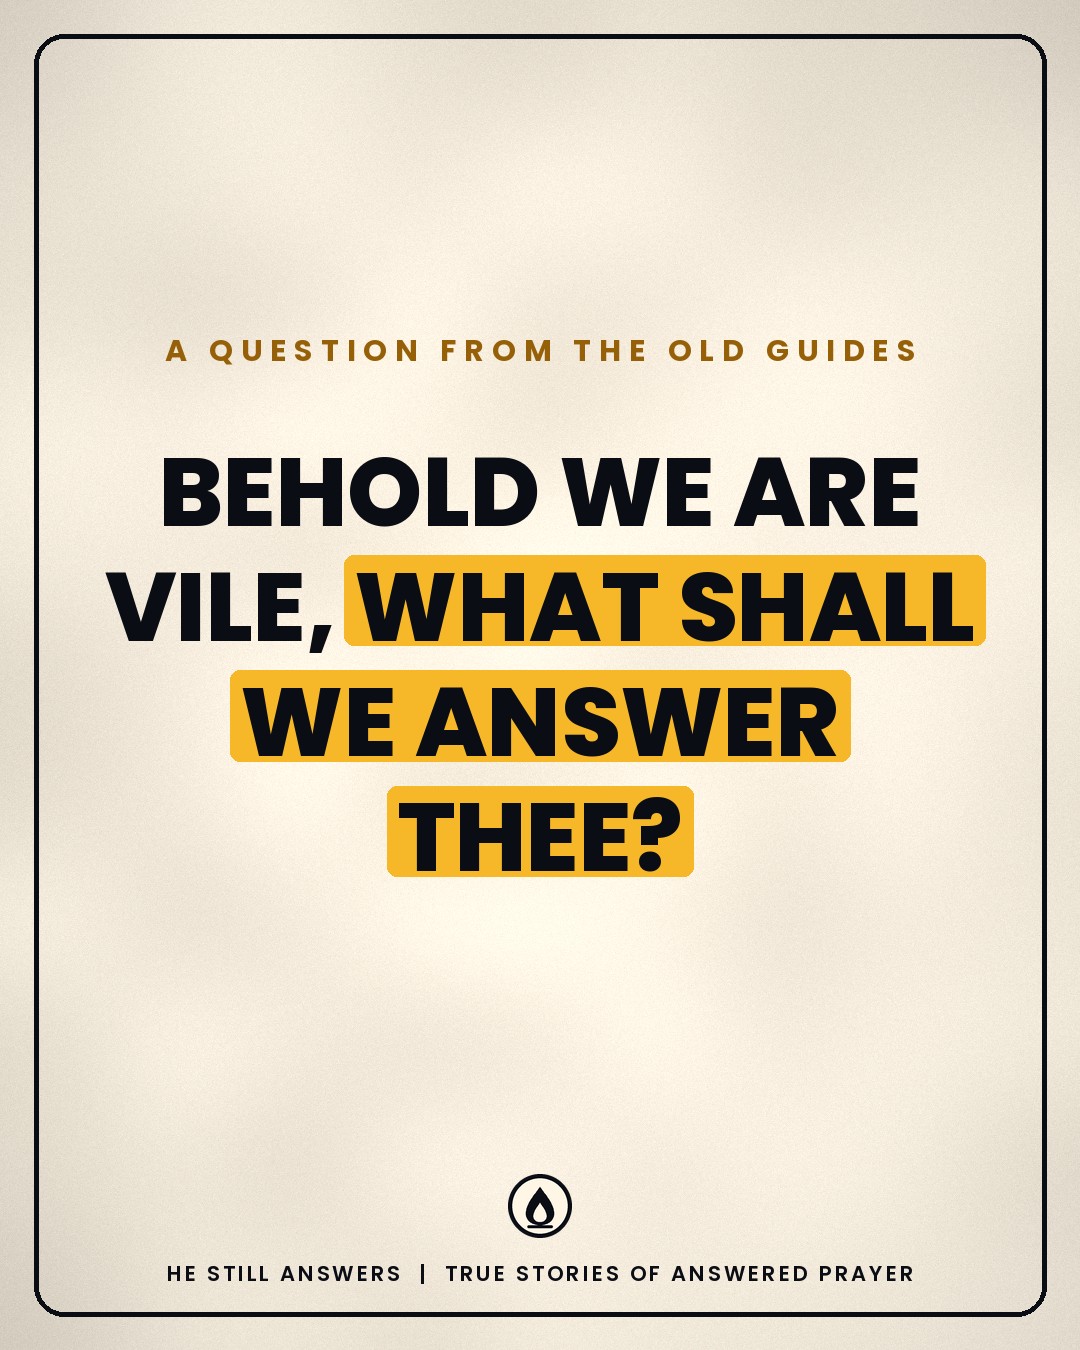 A QUESTION FROM THE OLD GUIDES
BEHOLD WE ARE
VILE, WHAT SHALL
WE ANSWER
THEE?
HE STILL ANSWERS | TRUE STORIES OF ANSWERED PRAYER